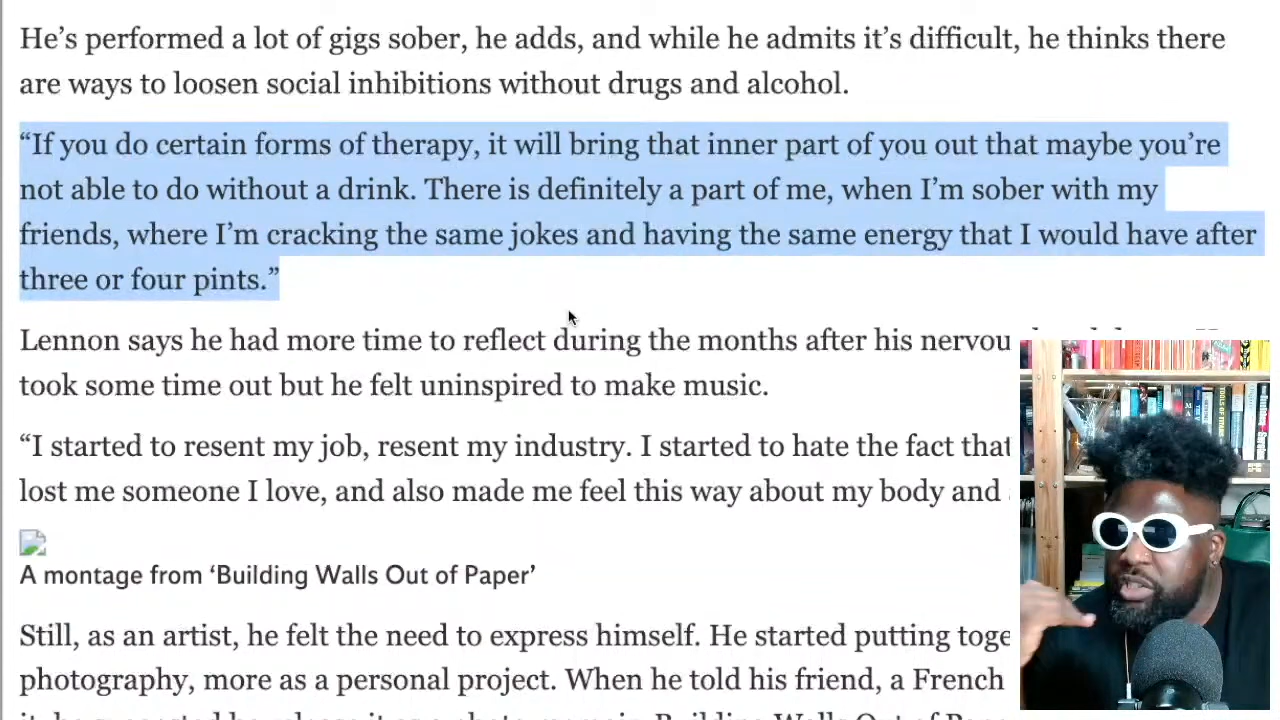 He’s performed a lot of gigs sober, he adds, and while he admits it’s difficult, he thinks there
are ways to loosen social inhibitions without drugs and alcohol.
“If you do certain forms of therapy, it will bring that inner part of you out that maybe you’re
not able to do without a drink. There is definitely a part of me, when I’m sober with my
friends, where I’m cracking the same jokes and having the same energy that I would have after
three or four pints.”
Lennon says he had more time to reflect during the months after his
took some time out but he felt uninspired to make music.
“I started to resent my job, resent my industry. I started to hate the fact that
lost me someone I love, and also made me feel this way about my body and
A montage from ‘Building Walls Out of Paper’
Still, as an artist, he felt the need to express himself. He started putting
photography, more as a personal project. When he told his friend, a French
TOOLS OF TITANS